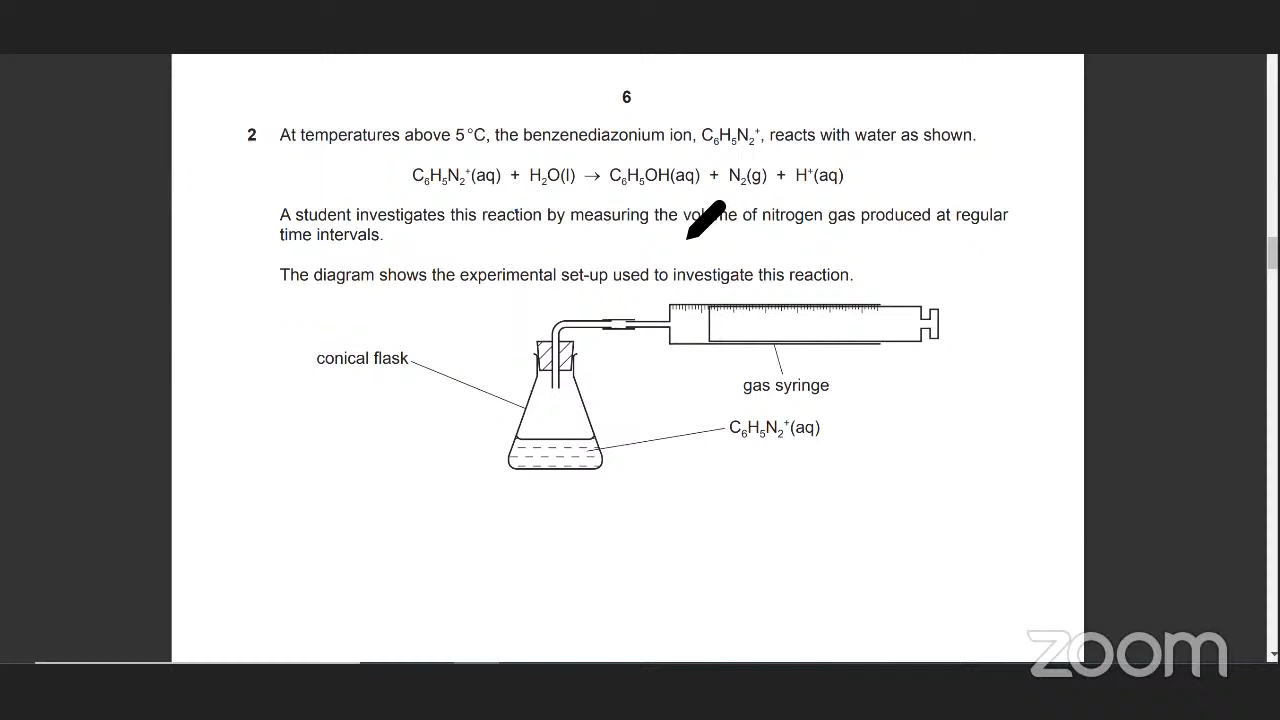 6
2 At temperatures above 5 °C, the benzenediazonium ion, C₆H₅N₂⁺, reacts with water as shown.
C₆H₅N₂⁺(aq) + H₂O(l) → C₆H₅OH(aq) + N₂(g) + H⁺(aq)
A student investigates this reaction by measuring the volume of nitrogen gas produced at regular
time intervals.
The diagram shows the experimental set-up used to investigate this reaction.
conical flask
gas syringe
C₆H₅N₂⁺(aq)
zoom